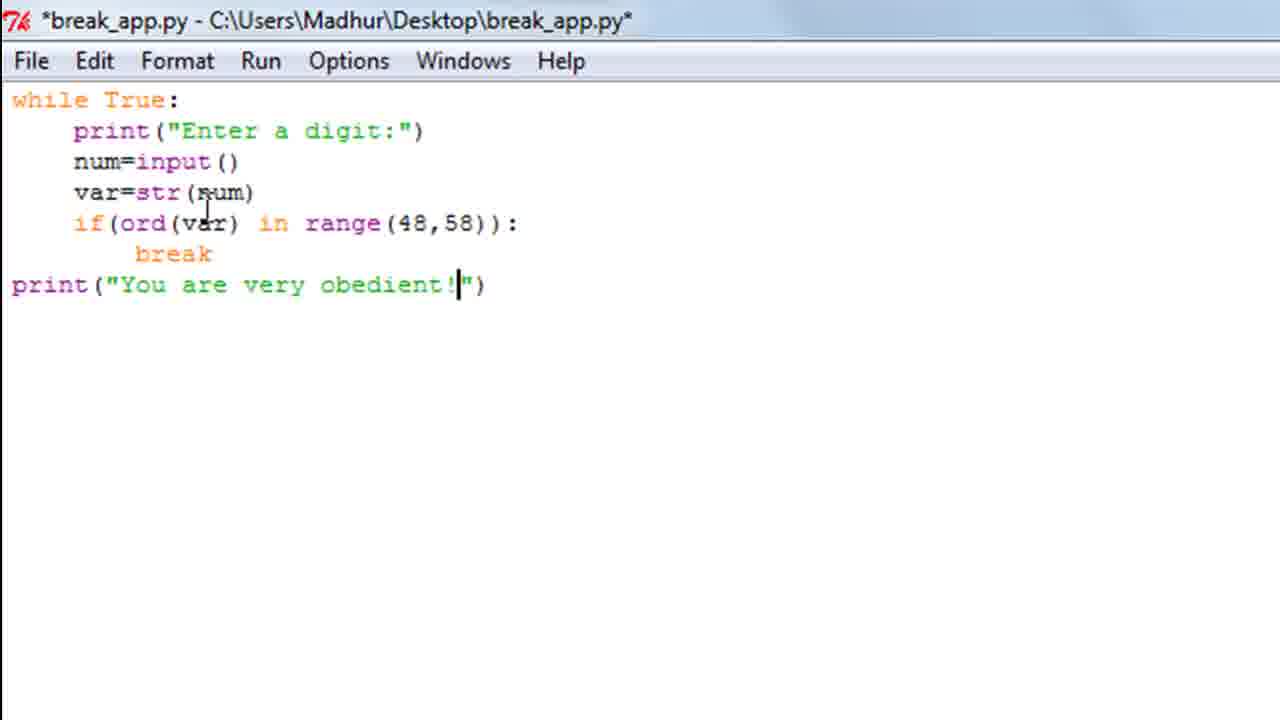 *break_app.py - C:\Users\Madhur\Desktop\break_app.py*
File Edit Format Run Options Windows Help
while True:
    print("Enter a digit:")
    num=input()
    var=str(num)
    if(ord(var) in range(48,58)):
        break
print("You are very obedient!")